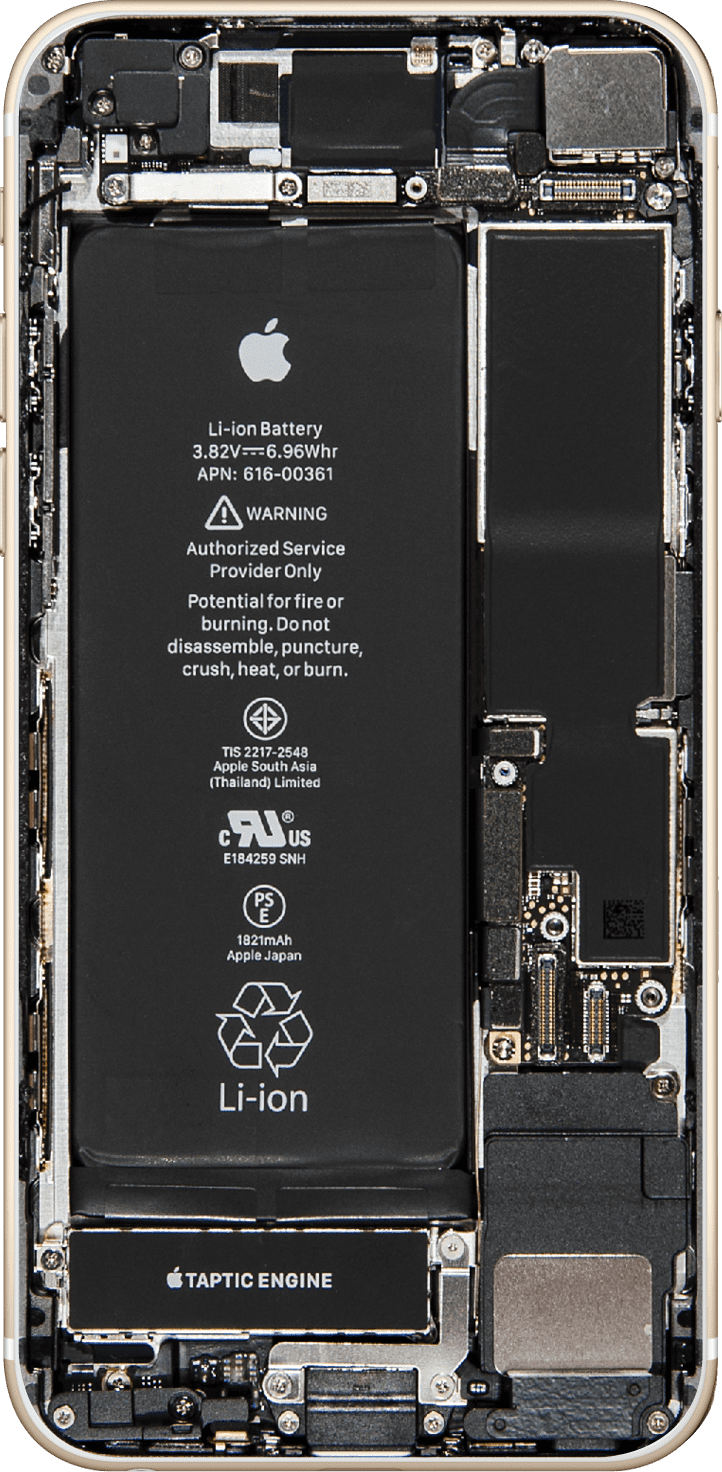 Li-ion Battery
3.82V⎓6.96Whr
APN: 616-00361
WARNING
Authorized Service
Provider Only
Potential for fire or
burning. Do not
disassemble, puncture,
crush, heat, or burn.
TIS 2217-2548
Apple South Asia
(Thailand) Limited
c RU ® US
E184259 SNH
PS
E
1821mAh
Apple Japan
Li-ion
TAPTIC ENGINE